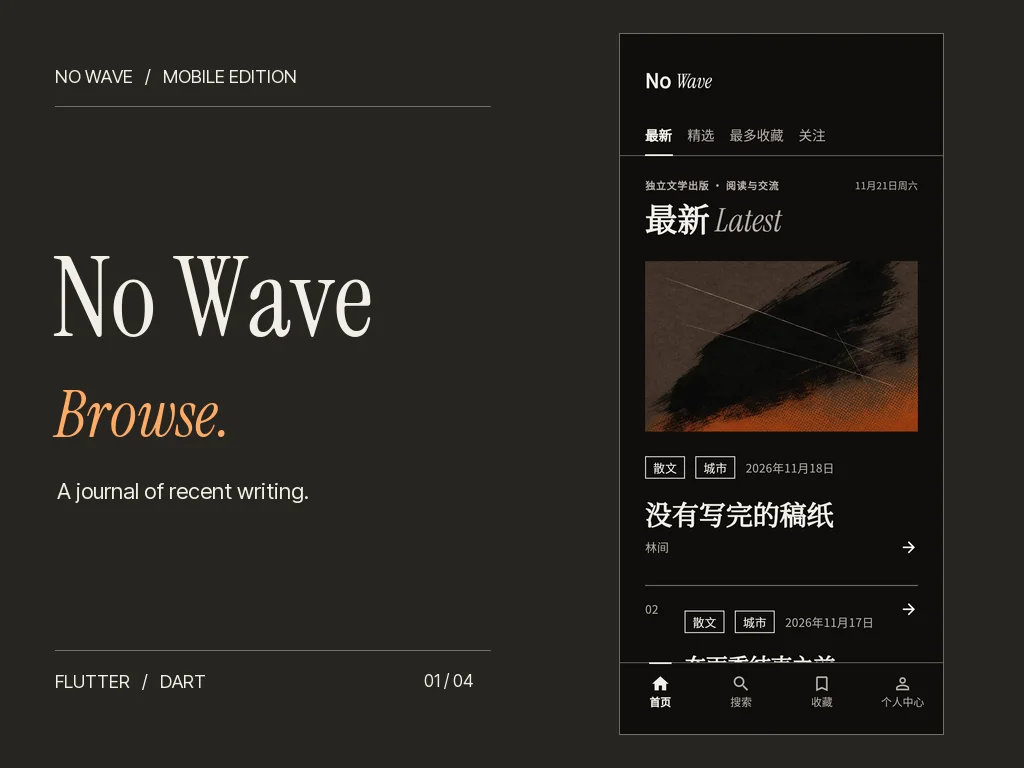 NO WAVE / MOBILE EDITION
No Wave
Browse.
A journal of recent writing.
FLUTTER / DART
01 / 04
No Wave
最新 精选 最多收藏 关注
独立文学出版 · 阅读与交流 11月21日周六
最新 Latest
散文 城市 2026年11月18日
没有写完的稿纸
林间
02
散文 城市 2026年11月17日
首页 搜索 收藏 个人中心